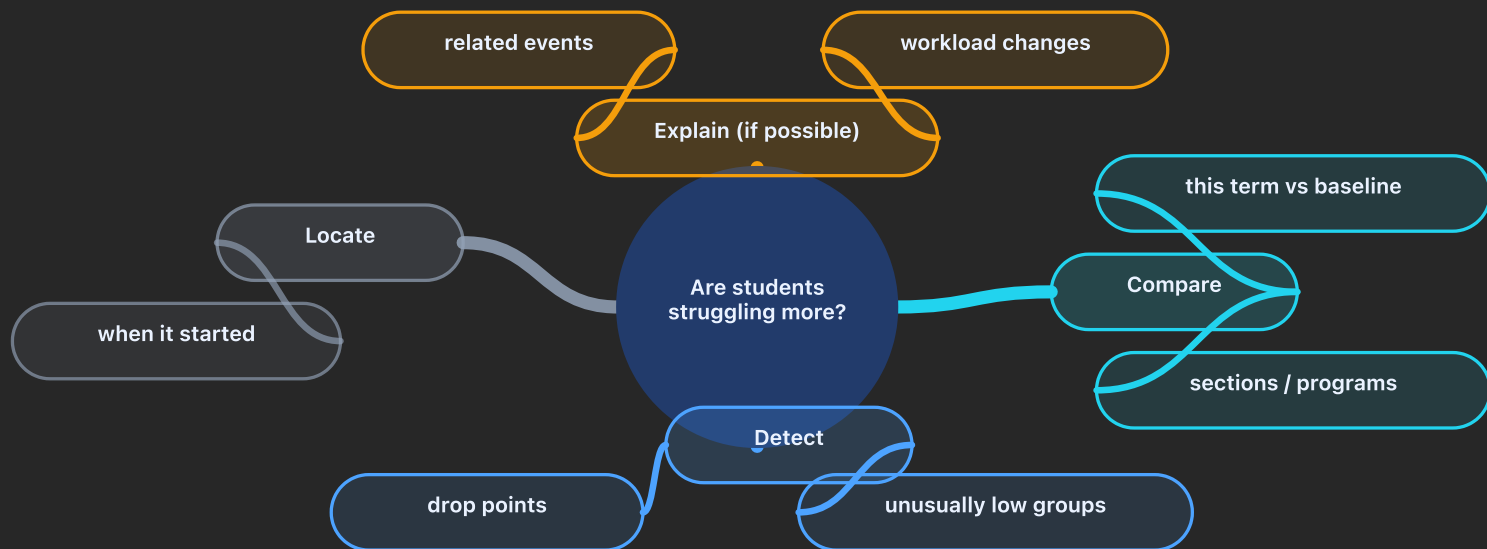 related events
workload changes
Explain (if possible)
this term vs baseline
Locate
Compare
Are students
struggling more?
when it started
sections / programs
Detect
drop points
unusually low groups